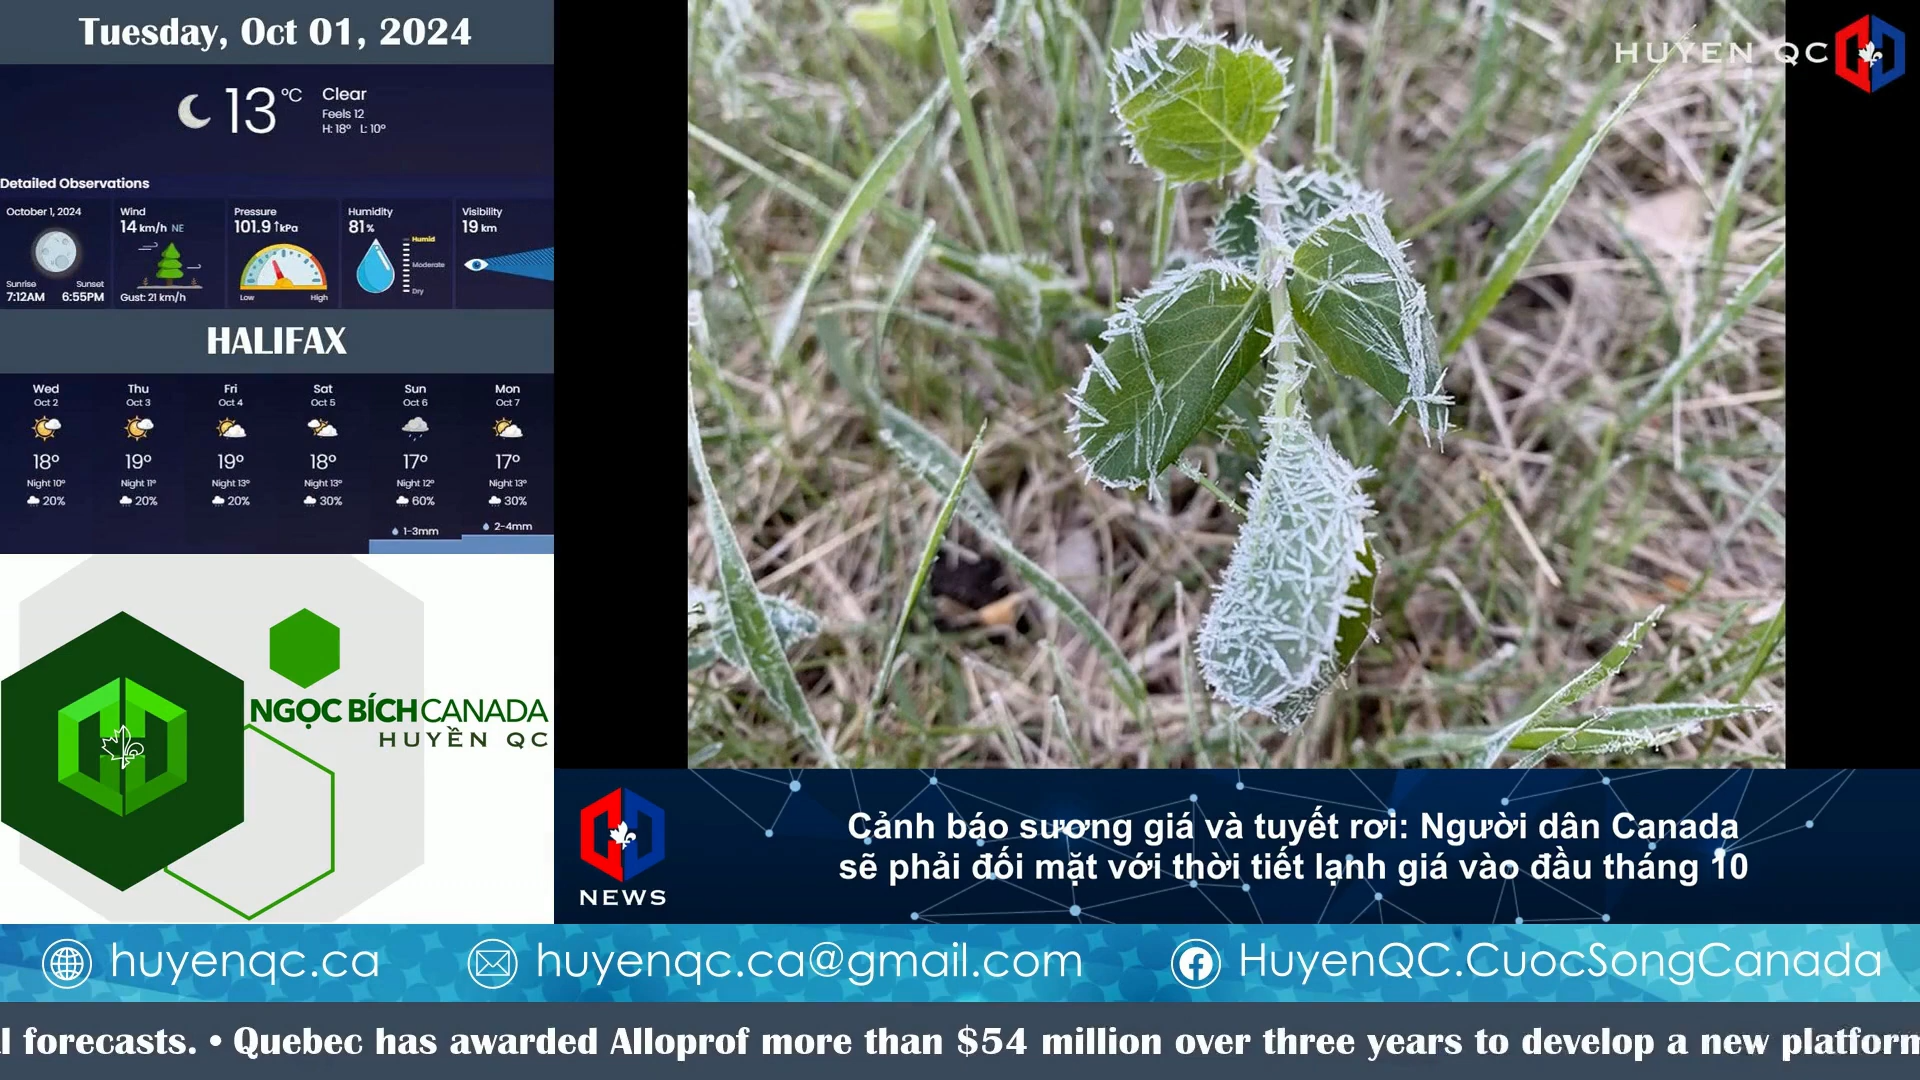 Tuesday, Oct 01, 2024
13 °C
Clear
Feels 12
H: 18° L: 10°
Detailed Observations
October 1, 2024
Sunrise Sunset
7:12AM 6:55PM
Wind
14 km/h NE
Gust: 21 km/h
Pressure
101.9 ↑kPa
Low High
Humidity
81%
Humid
Moderate
Dry
Visibility
19 km
HALIFAX
Wed Thu Fri Sat Sun Mon
Oct 2 Oct 3 Oct 4 Oct 5 Oct 6 Oct 7
18° 19° 19° 18° 17° 17°
Night 10° Night 11° Night 13° Night 13° Night 12° Night 13°
20% 20% 20% 30% 60% 30%
1-3mm 2-4mm
NGỌC BÍCH CANADA
HUYỀN QC
HUYEN QC
NEWS
Cảnh báo sương giá và tuyết rơi: Người dân Canada
sẽ phải đối mặt với thời tiết lạnh giá vào đầu tháng 10
huyenqc.ca huyenqc.ca@gmail.com HuyenQC.CuocSongCanada
l forecasts. • Quebec has awarded Alloprof more than $54 million over three years to develop a new platform